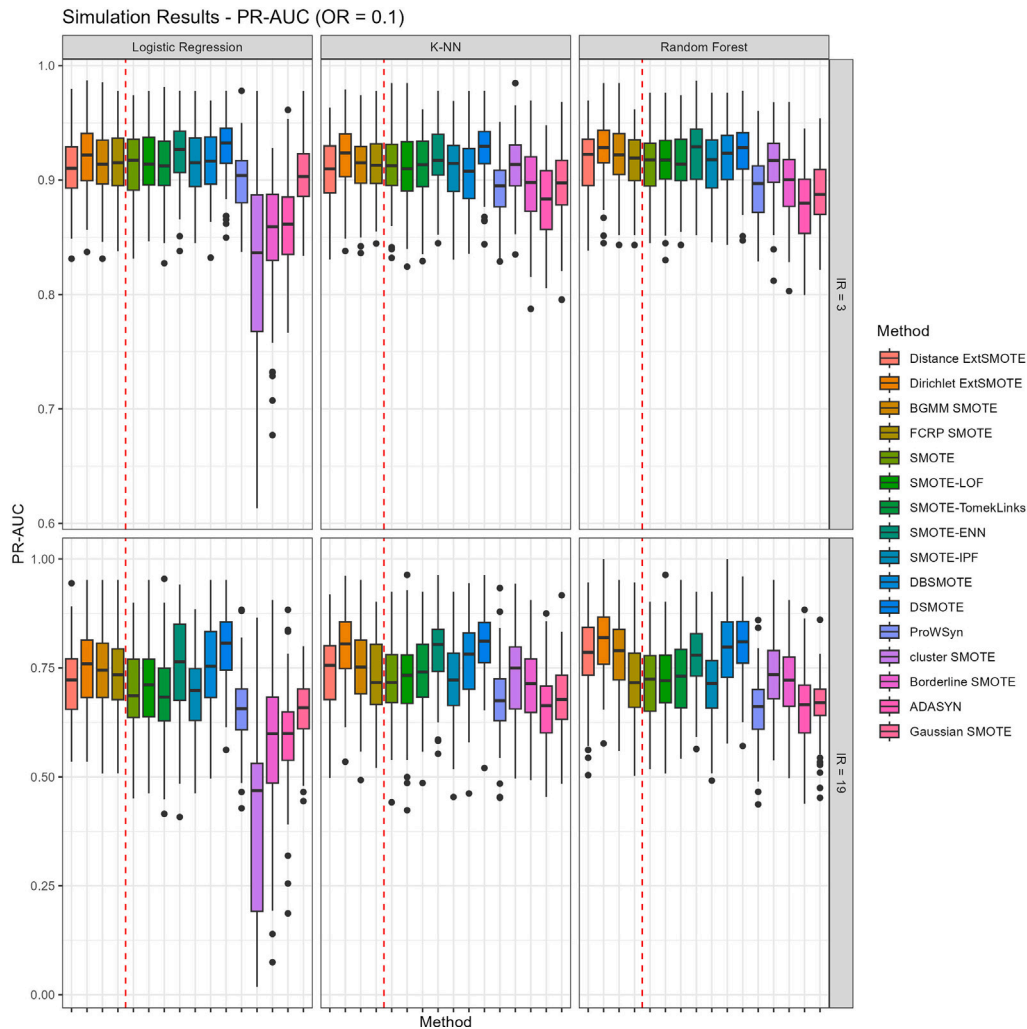 Simulation Results - PR-AUC (OR = 0.1)
Logistic Regression
K-NN
Random Forest
1.0
0.9
0.8
0.7
0.6
IR = 3
1.00
0.75
0.50
0.25
0.00
IR = 19
PR-AUC
Method
Method
Distance ExtSMOTE
Dirichlet ExtSMOTE
BGMM SMOTE
FCRP SMOTE
SMOTE
SMOTE-LOF
SMOTE-TomekLinks
SMOTE-ENN
SMOTE-IPF
DBSMOTE
DSMOTE
ProWSyn
cluster SMOTE
Borderline SMOTE
ADASYN
Gaussian SMOTE